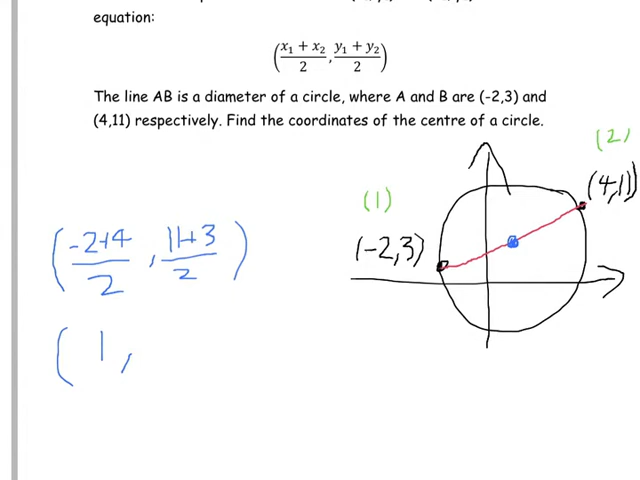 equation:
(x₁ + x₂ / 2 , y₁ + y₂ / 2)
The line AB is a diameter of a circle, where A and B are (-2,3) and
(4,11) respectively. Find the coordinates of the centre of a circle.
(2)
(1)
(4,11)
(-2,3)
(-2+4 / 2 , 11+3 / 2)
(1,